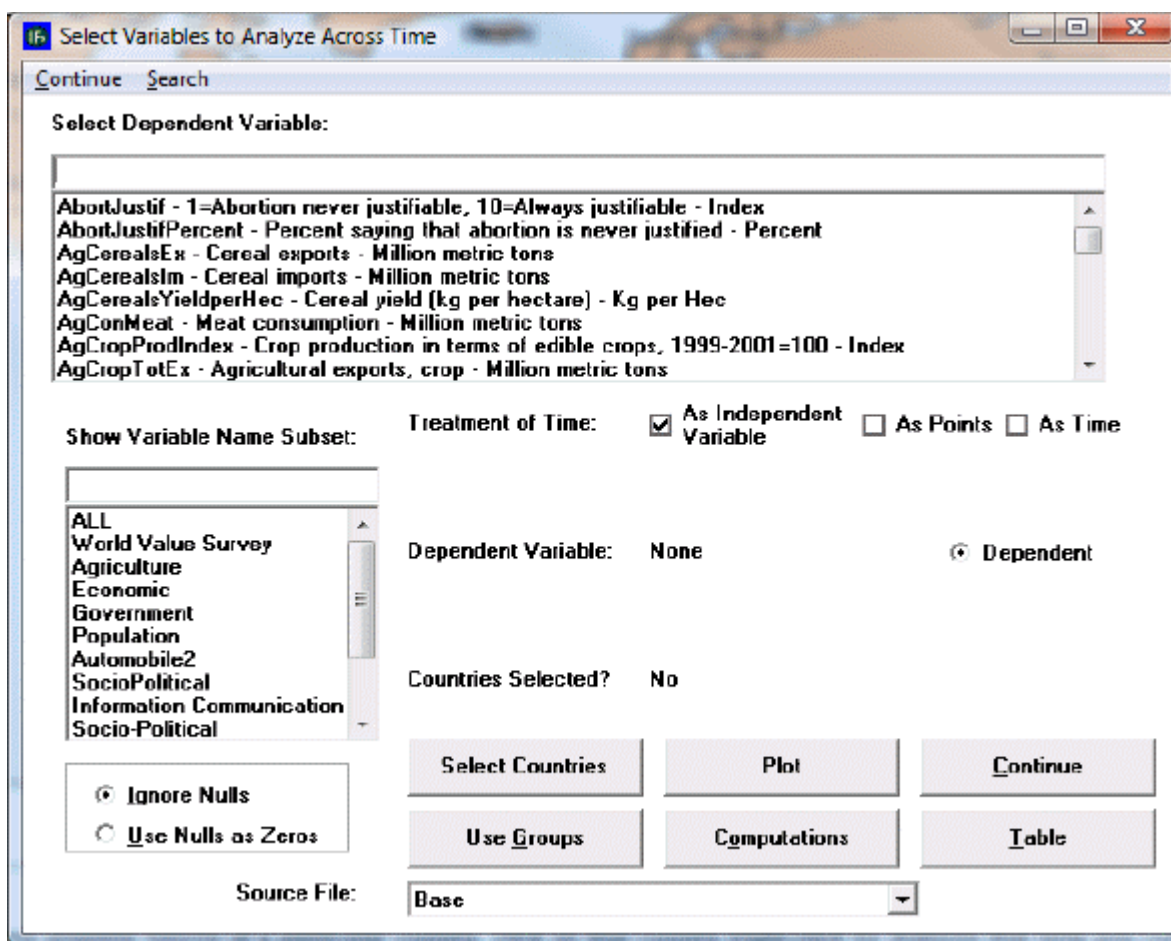 IFs Select Variables to Analyze Across Time
Continue Search
Select Dependent Variable:
AbortJustif - 1=Abortion never justifiable, 10=Always justifiable - Index
AbortJustifPercent - Percent saying that abortion is never justified - Percent
AgCerealsEx - Cereal exports - Million metric tons
AgCerealsIm - Cereal imports - Million metric tons
AgCerealsYieldperHec - Cereal yield (kg per hectare) - Kg per Hec
AgConMeat - Meat consumption - Million metric tons
AgCropProdIndex - Crop production in terms of edible crops, 1999-2001=100 - Index
AgCropTotEx - Agricultural exports, crop - Million metric tons
Treatment of Time:
As Independent
Variable
As Points
As Time
Show Variable Name Subset:
ALL
World Value Survey
Agriculture
Economic
Government
Population
Automobile2
SocioPolitical
Information Communication
Socio-Political
Dependent Variable: None
Dependent
Countries Selected? No
Ignore Nulls
Use Nulls as Zeros
Select Countries
Plot
Continue
Use Groups
Computations
Table
Source File: Base